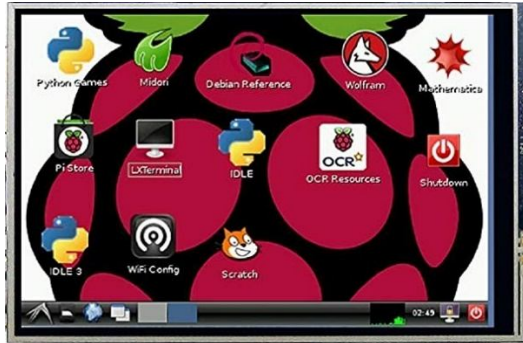 Python Games
Midori
Debian Reference
Wolfram
Mathematica
Pi Store
LXTerminal
IDLE
OCR
OCR Resources
Shutdown
IDLE 3
WiFi Config
Scratch
02:49